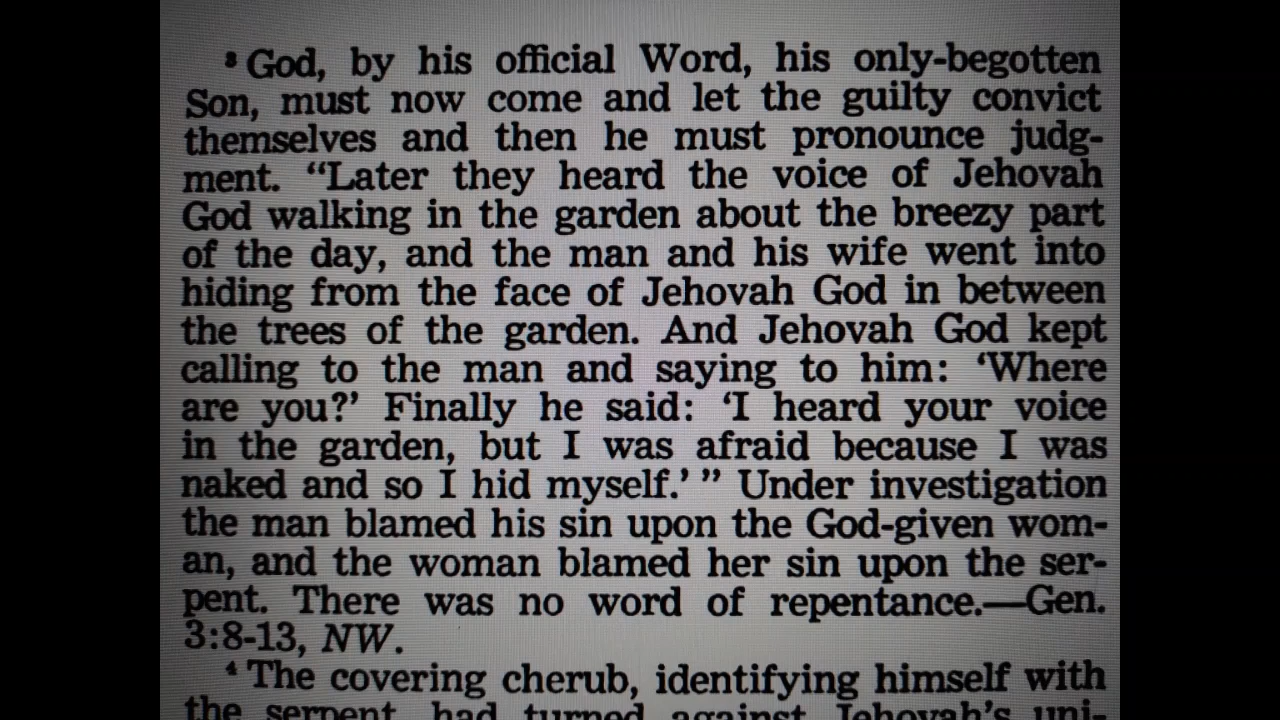 ³ God, by his official Word, his only-begotten
Son, must now come and let the guilty convict
themselves and then he must pronounce judg-
ment. “Later they heard the voice of Jehovah
God walking in the garden about the breezy part
of the day, and the man and his wife went into
hiding from the face of Jehovah God in between
the trees of the garden. And Jehovah God kept
calling to the man and saying to him: ‘Where
are you?’ Finally he said: ‘I heard your voice
in the garden, but I was afraid because I was
naked and so I hid myself.’ ” Under investigation
the man blamed his sin upon the God-given wom-
an, and the woman blamed her sin upon the ser-
pent. There was no word of repentance.—Gen.
3:8-13, NW.
⁴ The covering cherub, identifying himself with
the serpent, had turned against Jehovah’s uni-